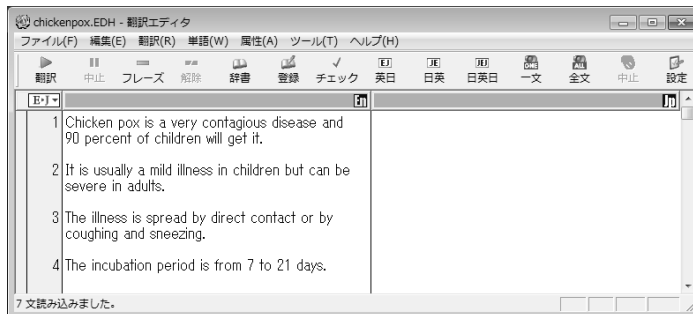 chickenpox.EDH - 翻訳エディタ
ファイル(F) 編集(E) 翻訳(R) 単語(W) 属性(A) ツール(T) ヘルプ(H)
EJ JE JEJ ONE ALL
翻訳 中止 フレーズ 解除 辞書 登録 チェック 英日 日英 日英日 一文 全文 中止 設定
E・J
1 Chicken pox is a very contagious disease and
90 percent of children will get it.
2 It is usually a mild illness in children but can be
severe in adults.
3 The illness is spread by direct contact or by
coughing and sneezing.
4 The incubation period is from 7 to 21 days.
7 文読み込みました。